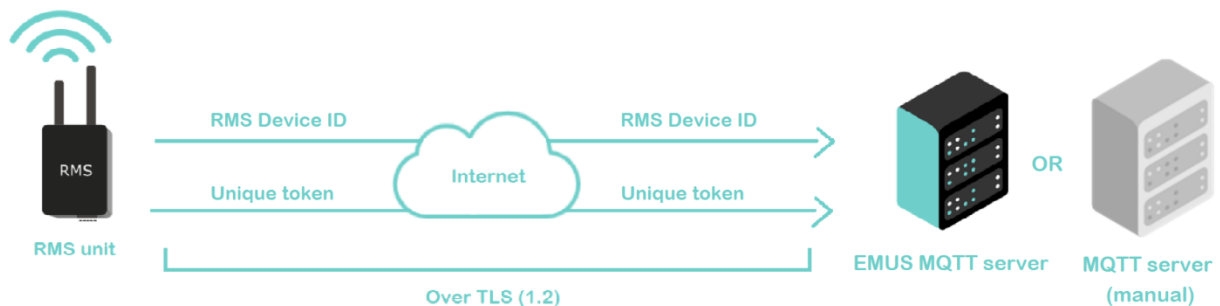 RMS
RMS unit
RMS Device ID
Unique token
Internet
RMS Device ID
Unique token
Over TLS (1.2)
EMUS MQTT server
OR
MQTT server
(manual)